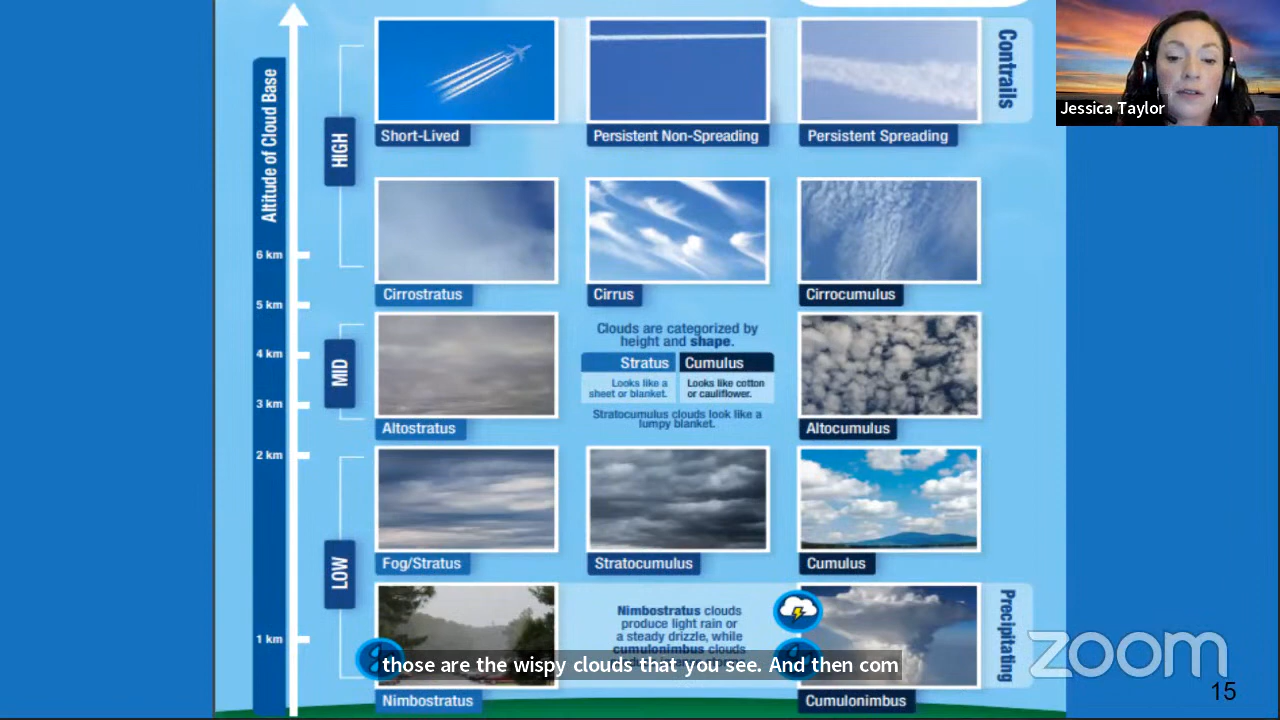 Altitude of Cloud Base
6 km
5 km
4 km
3 km
2 km
1 km
HIGH
MID
LOW
Contrails
Short-Lived
Persistent Non-Spreading
Persistent Spreading
Cirrostratus
Cirrus
Cirrocumulus
Clouds are categorized by
height and shape.
Stratus
Cumulus
Looks like a
sheet or blanket.
Looks like cotton
or cauliflower.
Stratocumulus clouds look like a
lumpy blanket.
Altostratus
Altocumulus
Fog/Stratus
Stratocumulus
Cumulus
Nimbostratus clouds
produce light rain or
a steady drizzle, while
cumulonimbus clouds
Precipitating
Nimbostratus
Cumulonimbus
those are the wispy clouds that you see. And then com
Jessica Taylor
zoom
15